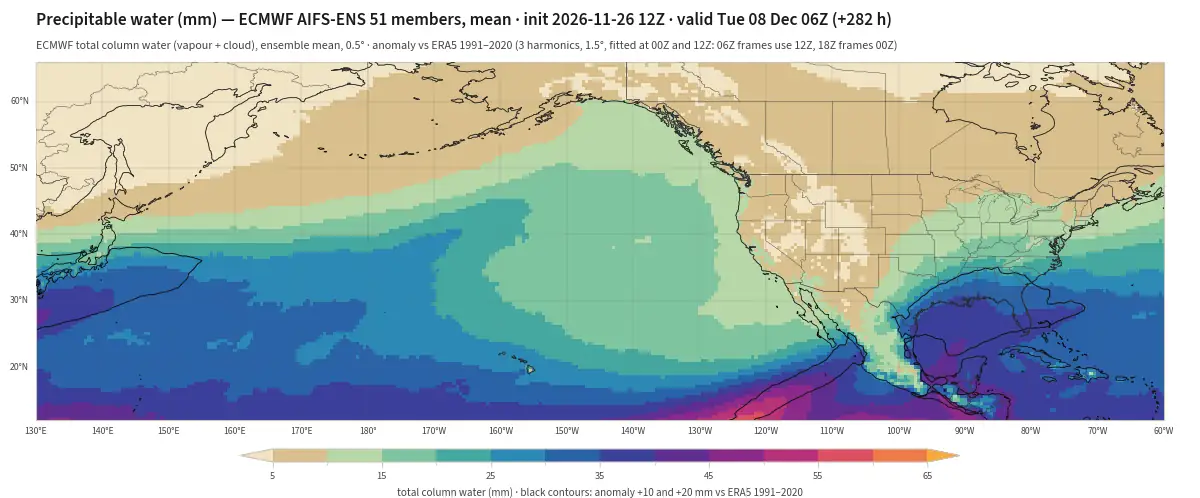 Precipitable water (mm) — ECMWF AIFS-ENS 51 members, mean · init 2026-11-26 12Z · valid Tue 08 Dec 06Z (+282 h)
ECMWF total column water (vapour + cloud), ensemble mean, 0.5° · anomaly vs ERA5 1991–2020 (3 harmonics, 1.5°, fitted at 00Z and 12Z: 06Z frames use 12Z, 18Z frames 00Z)
60°N
50°N
40°N
30°N
20°N
130°E 140°E 150°E 160°E 170°E 180° 170°W 160°W 150°W 140°W 130°W 120°W 110°W 100°W 90°W 80°W 70°W 60°W
5 15 25 35 45 55 65
total column water (mm) · black contours: anomaly +10 and +20 mm vs ERA5 1991–2020